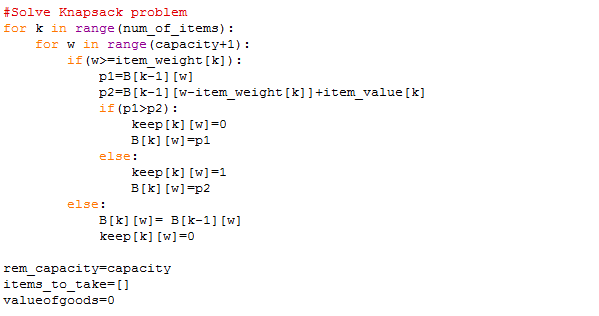 #Solve Knapsack problem
for k in range(num_of_items):
    for w in range(capacity+1):
        if(w>=item_weight[k]):
            p1=B[k-1][w]
            p2=B[k-1][w-item_weight[k]]+item_value[k]
            if(p1>p2):
                keep[k][w]=0
                B[k][w]=p1
            else:
                keep[k][w]=1
                B[k][w]=p2
        else:
            B[k][w]= B[k-1][w]
            keep[k][w]=0

rem_capacity=capacity
items_to_take=[]
valueofgoods=0